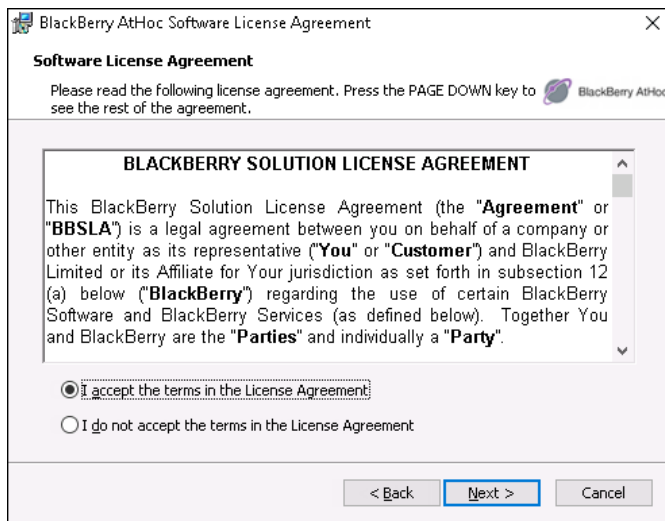 BlackBerry AtHoc Software License Agreement
Software License Agreement
Please read the following license agreement. Press the PAGE DOWN key to
see the rest of the agreement.
BlackBerry AtHoc
BLACKBERRY SOLUTION LICENSE AGREEMENT
This BlackBerry Solution License Agreement (the "Agreement" or
"BBSLA") is a legal agreement between you on behalf of a company or
other entity as its representative ("You" or "Customer") and BlackBerry
Limited or its Affiliate for Your jurisdiction as set forth in subsection 12
(a) below ("BlackBerry") regarding the use of certain BlackBerry
Software and BlackBerry Services (as defined below). Together You
and BlackBerry are the "Parties" and individually a "Party".
I accept the terms in the License Agreement
I do not accept the terms in the License Agreement
< Back
Next >
Cancel